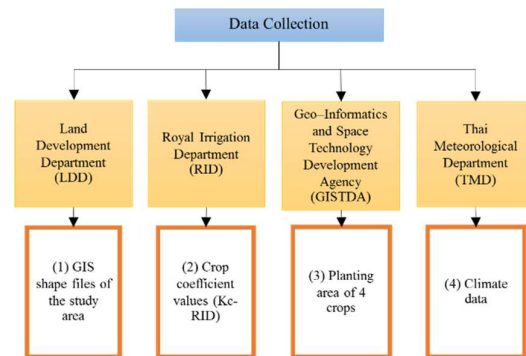 Data Collection
Land
Development
Department
(LDD)
Royal Irrigation
Department
(RID)
Geo–Informatics
and Space
Technology
Development
Agency
(GISTDA)
Thai
Meteorological
Department
(TMD)
(1) GIS
shape files of
the study
area
(2) Crop
coefficient
values (Kc-
RID)
(3) Planting
area of 4
crops
(4) Climate
data